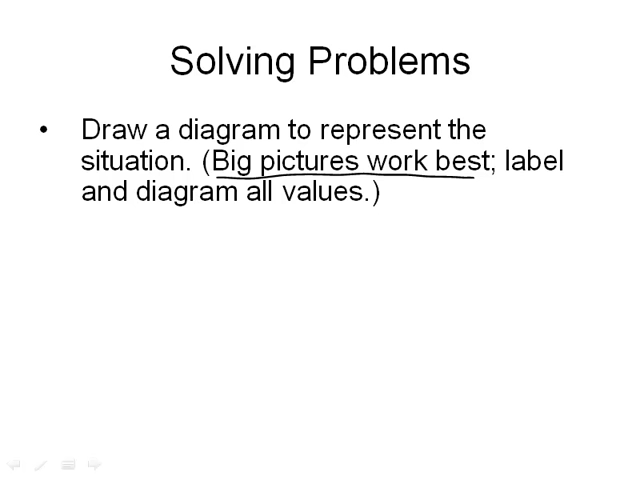 Solving Problems
• Draw a diagram to represent the
situation. (Big pictures work best; label
and diagram all values.)